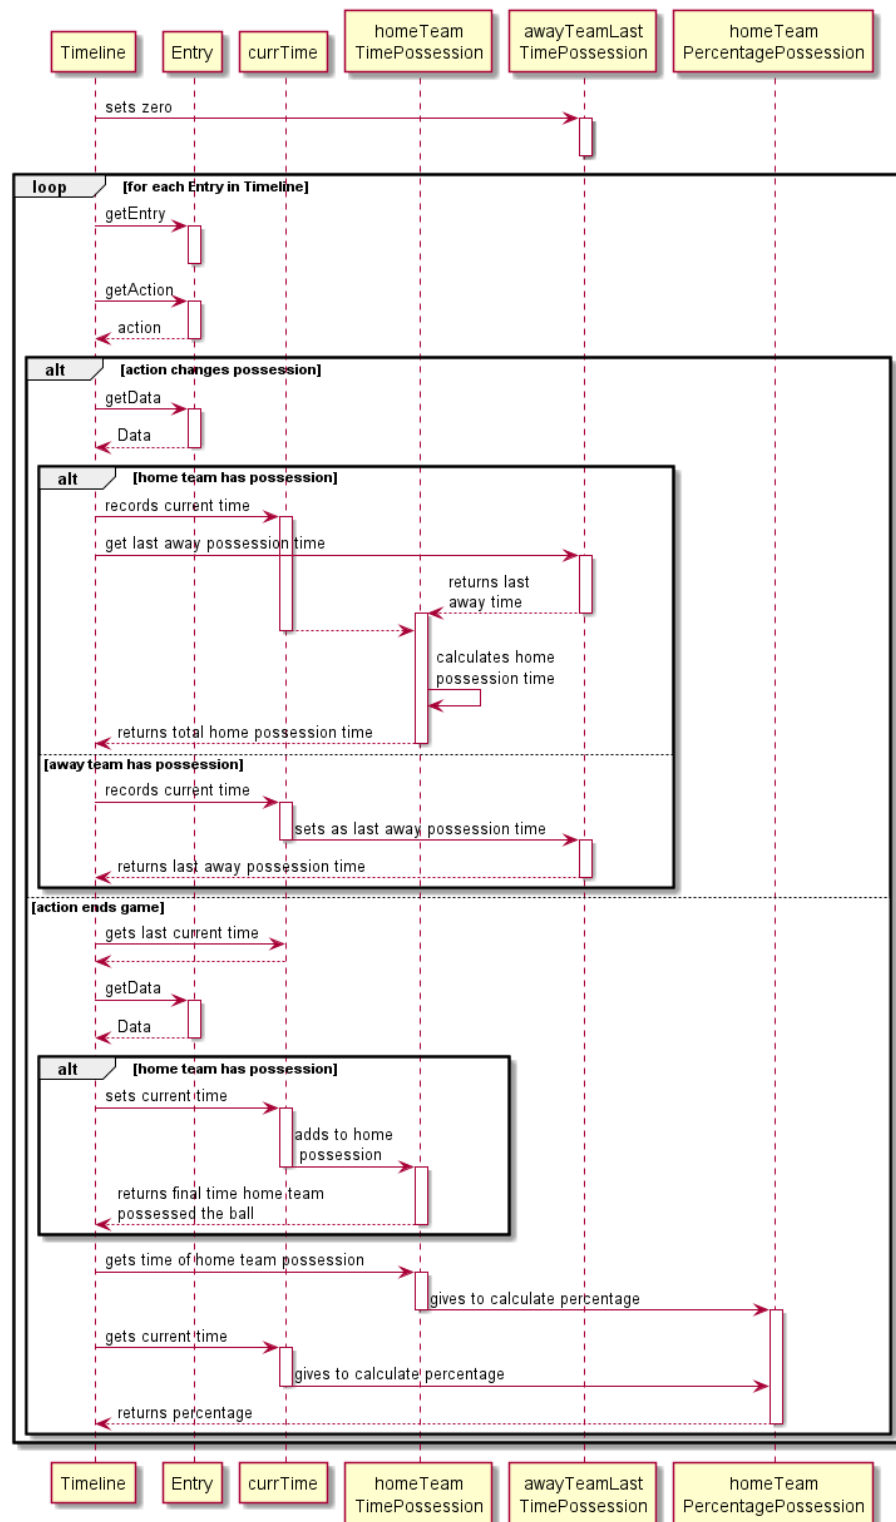 Timeline
Entry
currTime
homeTeam
TimePossession
awayTeamLast
TimePossession
homeTeam
PercentagePossession
sets zero
loop
[for each Entry in Timeline]
getEntry
getAction
action
alt
[action changes possession]
getData
Data
alt
[home team has possession]
records current time
get last away possession time
returns last
away time
calculates home
possession time
returns total home possession time
[away team has possession]
records current time
sets as last away possession time
returns last away possession time
[action ends game]
gets last current time
getData
Data
alt
[home team has possession]
sets current time
adds to home
possession
returns final time home team
possessed the ball
gets time of home team possession
gives to calculate percentage
gets current time
gives to calculate percentage
returns percentage
Timeline
Entry
currTime
homeTeam
TimePossession
awayTeamLast
TimePossession
homeTeam
PercentagePossession